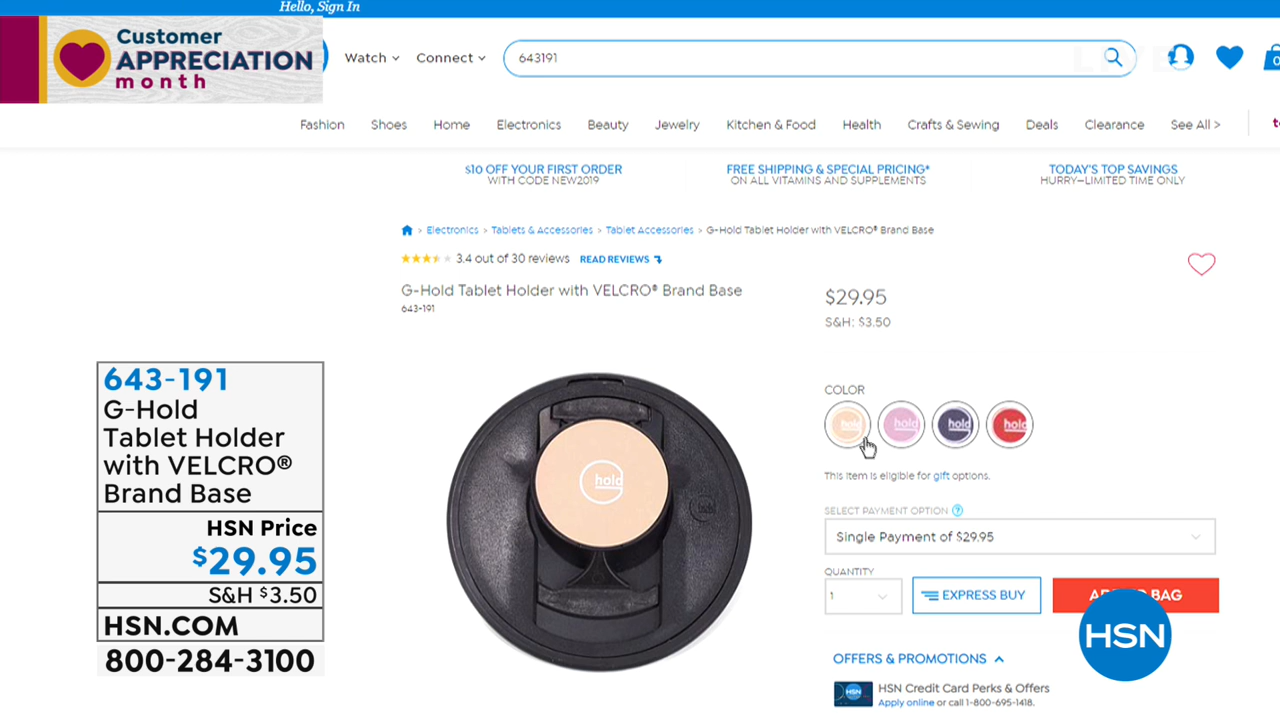 Hello, Sign In
Customer
APPRECIATION
month
Watch
Connect
643191
0
Fashion
Shoes
Home
Electronics
Beauty
Jewelry
Kitchen & Food
Health
Crafts & Sewing
Deals
Clearance
See All >
$10 OFF YOUR FIRST ORDER
WITH CODE NEW2019
FREE SHIPPING & SPECIAL PRICING*
ON ALL VITAMINS AND SUPPLEMENTS
TODAY'S TOP SAVINGS
HURRY—LIMITED TIME ONLY
> Electronics > Tablets & Accessories > Tablet Accessories > G-Hold Tablet Holder with VELCRO® Brand Base
3.4 out of 30 reviews READ REVIEWS
G-Hold Tablet Holder with VELCRO® Brand Base
643-191
$29.95
S&H: $3.50
COLOR
hold
hold
hold
hold
This item is eligible for gift options.
SELECT PAYMENT OPTION ?
Single Payment of $29.95
QUANTITY
1
EXPRESS BUY
BAG
OFFERS & PROMOTIONS
HSN
HSN Credit Card Perks & Offers
Apply online or call 1-800-695-1418.
hold
643-191
G-Hold
Tablet Holder
with VELCRO®
Brand Base
HSN Price
$29.95
S&H $3.50
HSN.COM
800-284-3100
HSN